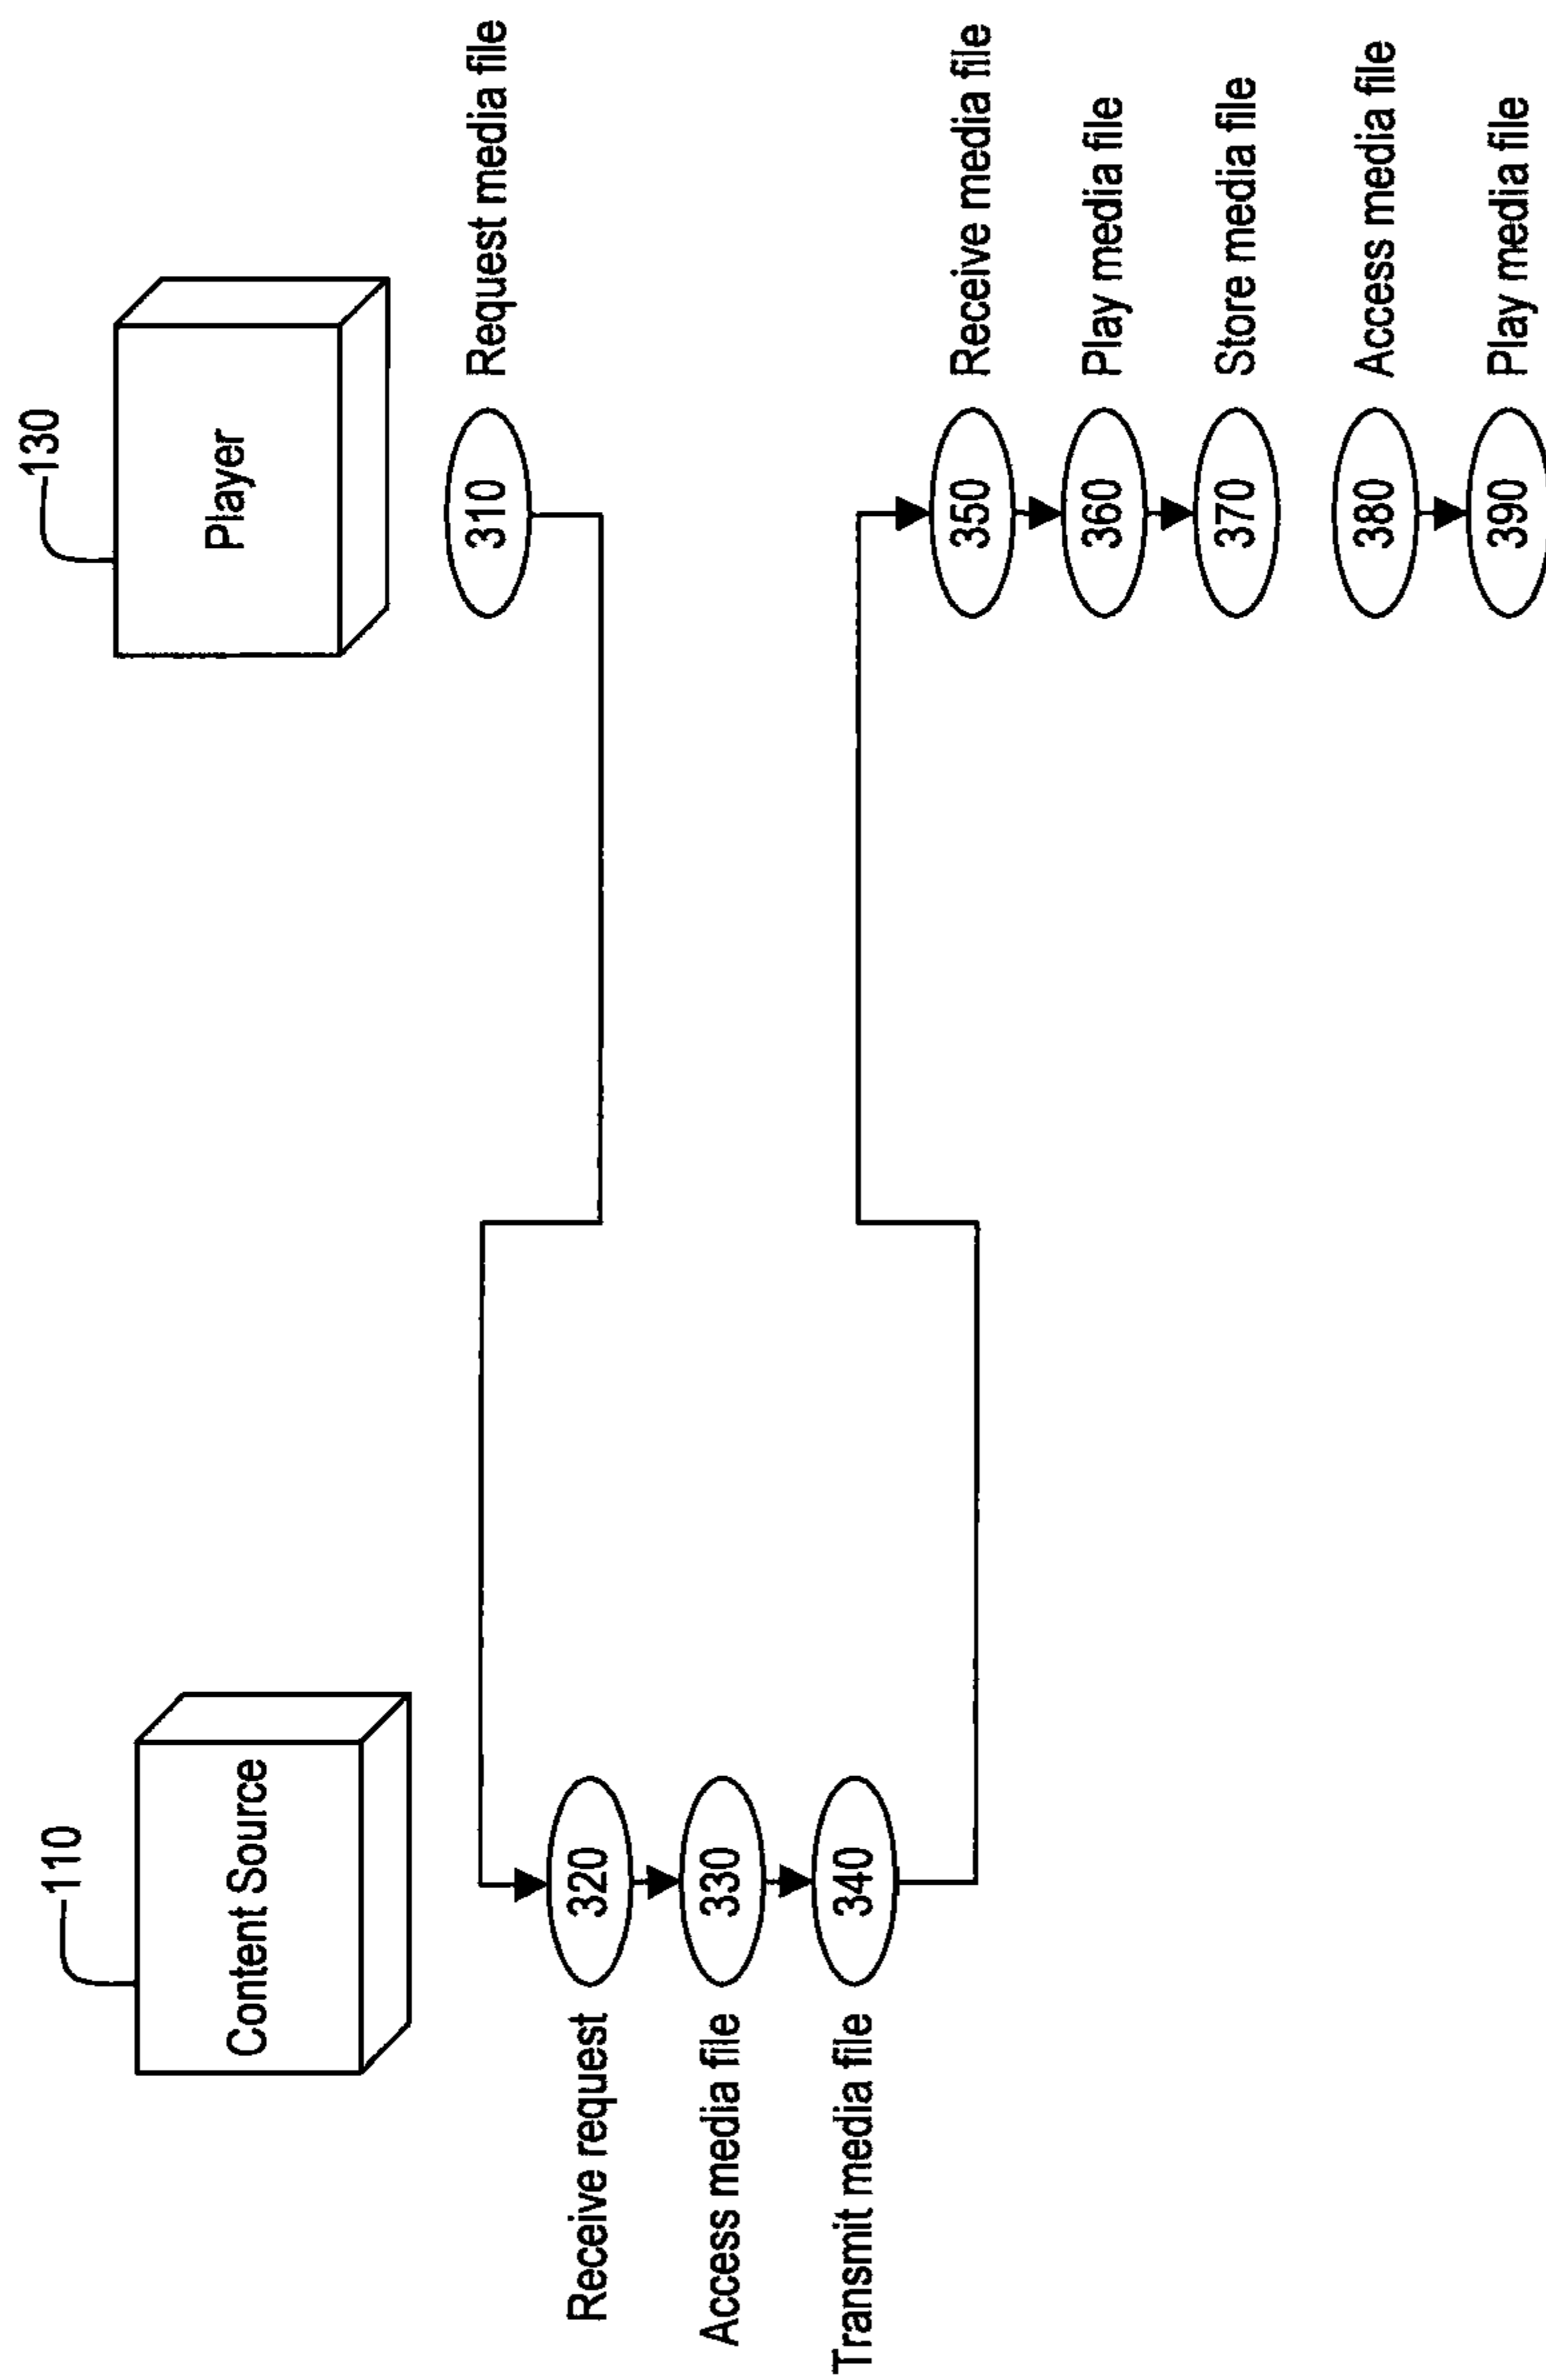 110
130
Content Source
Player
310 Request media file
Receive request 320
Access media file 330
Transmit media file 340
350 Receive media file
360 Play media file
370 Store media file
380 Access media file
390 Play media file